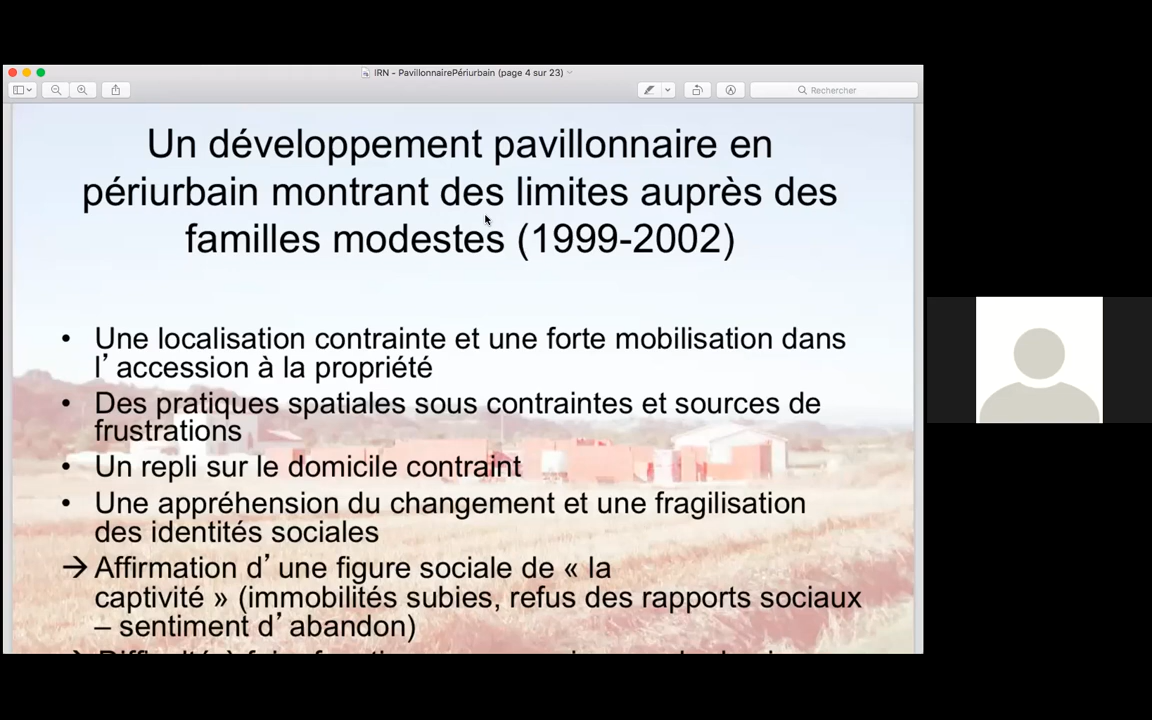 IRN - PavillonnairePériurbain (page 4 sur 23)
Rechercher
Un développement pavillonnaire en
périurbain montrant des limites auprès des
familles modestes (1999-2002)
• Une localisation contrainte et une forte mobilisation dans
l’accession à la propriété
• Des pratiques spatiales sous contraintes et sources de
frustrations
• Un repli sur le domicile contraint
• Une appréhension du changement et une fragilisation
des identités sociales
→ Affirmation d’une figure sociale de « la
captivité » (immobilités subies, refus des rapports sociaux
– sentiment d’abandon)